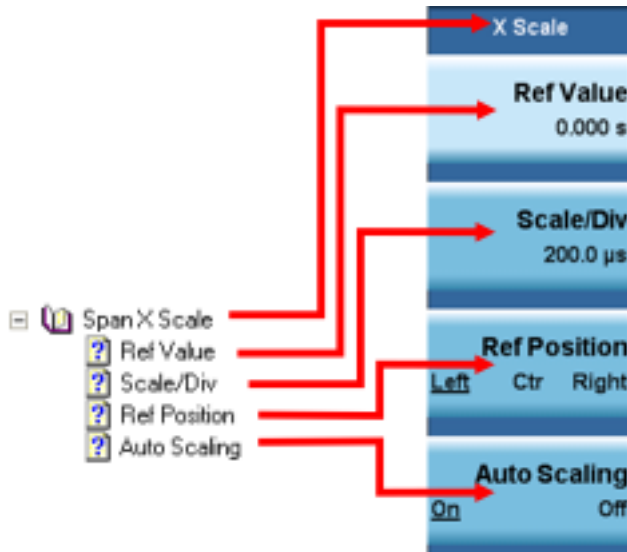 X Scale
Ref Value
0.000 s
Scale/Div
200.0 µs
Ref Position
Left Ctr Right
Auto Scaling
On Off
Span X Scale
Ref Value
Scale/Div
Ref Position
Auto Scaling